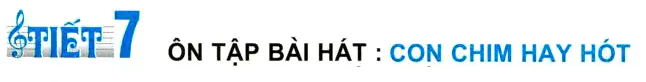 TIẾT 7 ÔN TẬP BÀI HÁT : CON CHIM HAY HÓT